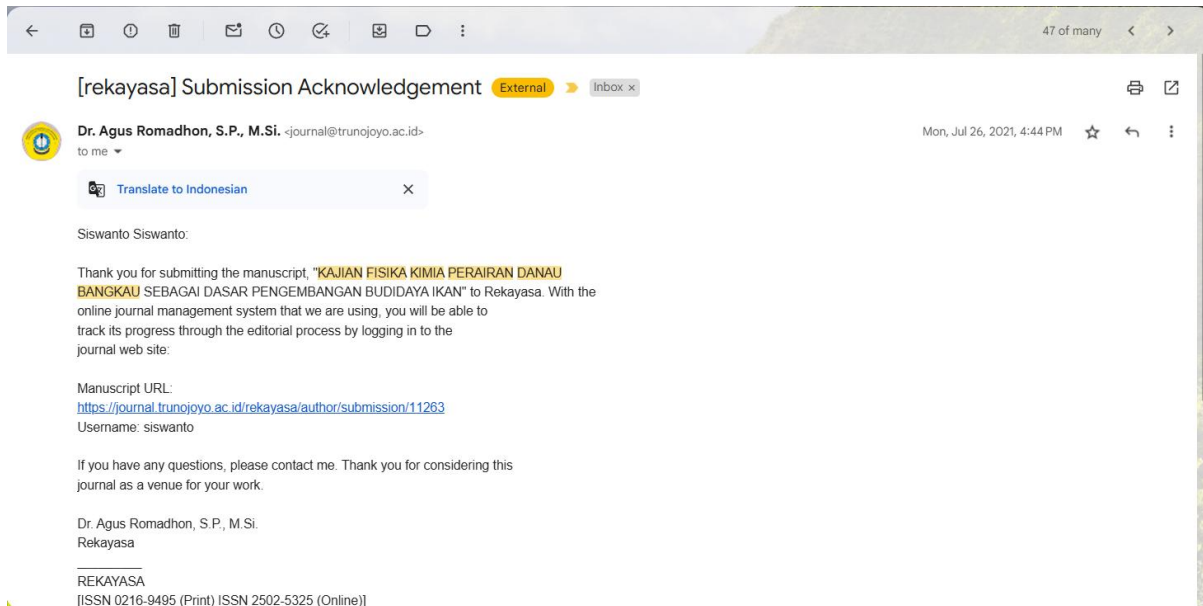 47 of many
[rekayasa] Submission Acknowledgement External Inbox ×
Dr. Agus Romadhon, S.P., M.Si. <journal@trunojoyo.ac.id>
Mon, Jul 26, 2021, 4:44 PM
to me
Translate to Indonesian
Siswanto Siswanto:
Thank you for submitting the manuscript, "KAJIAN FISIKA KIMIA PERAIRAN DANAU
BANGKAU SEBAGAI DASAR PENGEMBANGAN BUDIDAYA IKAN" to Rekayasa. With the
online journal management system that we are using, you will be able to
track its progress through the editorial process by logging in to the
journal web site:
Manuscript URL:
https://journal.trunojoyo.ac.id/rekayasa/author/submission/11263
Username: siswanto
If you have any questions, please contact me. Thank you for considering this
journal as a venue for your work.
Dr. Agus Romadhon, S.P., M.Si.
Rekayasa
__________
REKAYASA
[ISSN 0216-9495 (Print) ISSN 2502-5325 (Online)]